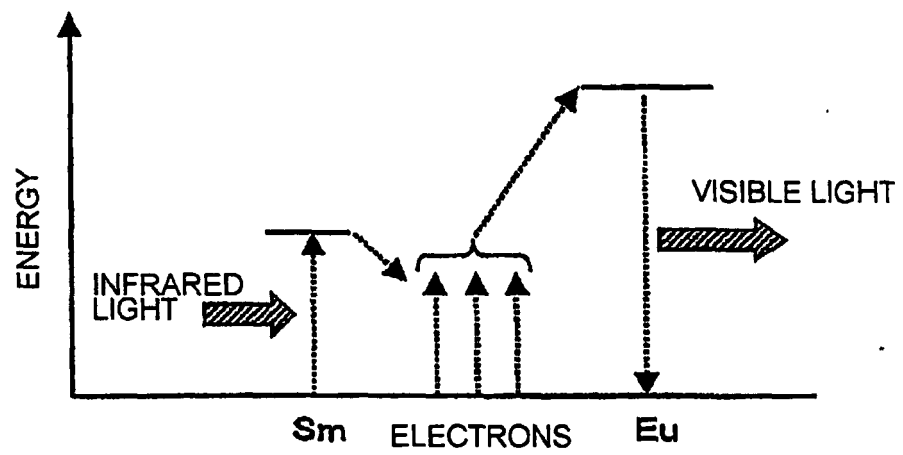 ENERGY
INFRARED
LIGHT
VISIBLE LIGHT
Sm
ELECTRONS
Eu